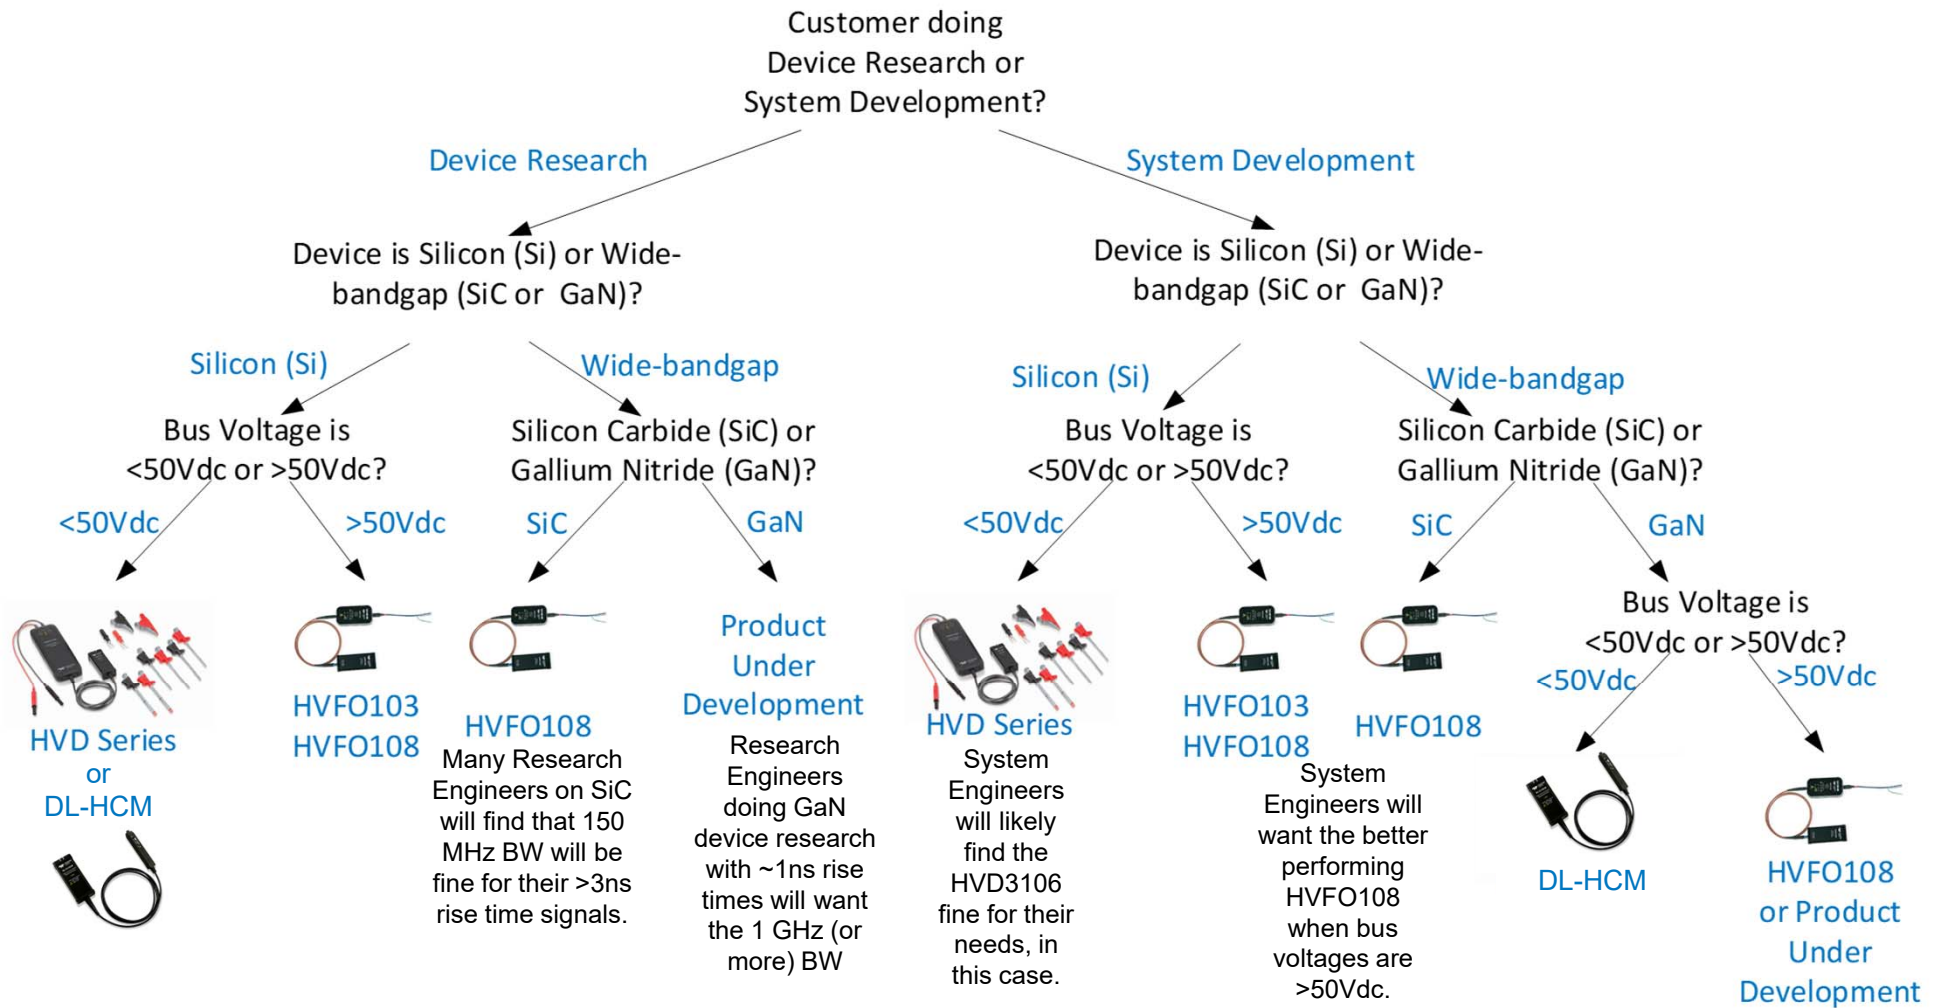 Customer doing
Device Research or
System Development?
Device Research
System Development
Device is Silicon (Si) or Wide-
bandgap (SiC or  GaN)?
Device is Silicon (Si) or Wide-
bandgap (SiC or  GaN)?
Silicon (Si)
Wide-bandgap
Silicon (Si)
Wide-bandgap
Bus Voltage is
<50Vdc or >50Vdc?
Silicon Carbide (SiC) or
Gallium Nitride (GaN)?
Bus Voltage is
<50Vdc or >50Vdc?
Silicon Carbide (SiC) or
Gallium Nitride (GaN)?
<50Vdc
>50Vdc
SiC
GaN
<50Vdc
>50Vdc
SiC
GaN
HVD Series
or
DL-HCM
HVFO103
HVFO108
HVFO108
Many Research
Engineers on SiC
will find that 150
MHz BW will be
fine for their >3ns
rise time signals.
Product
Under
Development
Research
Engineers
doing GaN
device research
with ~1ns rise
times will want
the 1 GHz (or
more) BW
HVD Series
System
Engineers
will likely
find the
HVD3106
fine for their
needs, in
this case.
HVFO103
HVFO108
HVFO108
System
Engineers will
want the better
performing
HVFO108
when bus
voltages are
>50Vdc.
Bus Voltage is
<50Vdc or >50Vdc?
<50Vdc
>50Vdc
DL-HCM
HVFO108
or Product
Under
Development